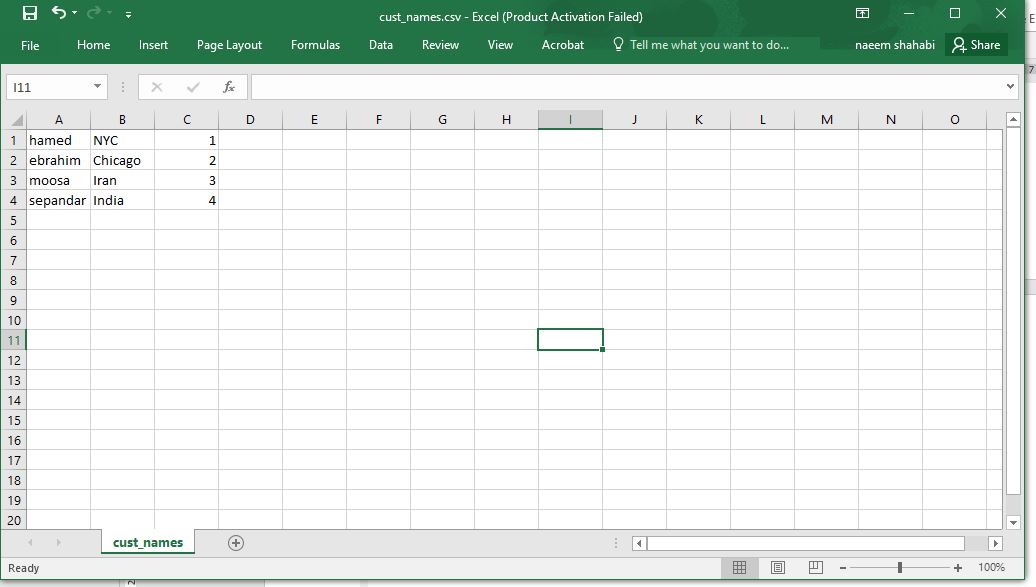 cust_names.csv - Excel (Product Activation Failed)
File Home Insert Page Layout Formulas Data Review View Acrobat Tell me what you want to do... naeem shahabi Share
I11 fx
A B C D E F G H I J K L M N O
1 hamed NYC 1
2 ebrahim Chicago 2
3 moosa Iran 3
4 sepandar India 4
5
6
7
8
9
10
11
12
13
14
15
16
17
18
19
20
cust_names
Ready 100%